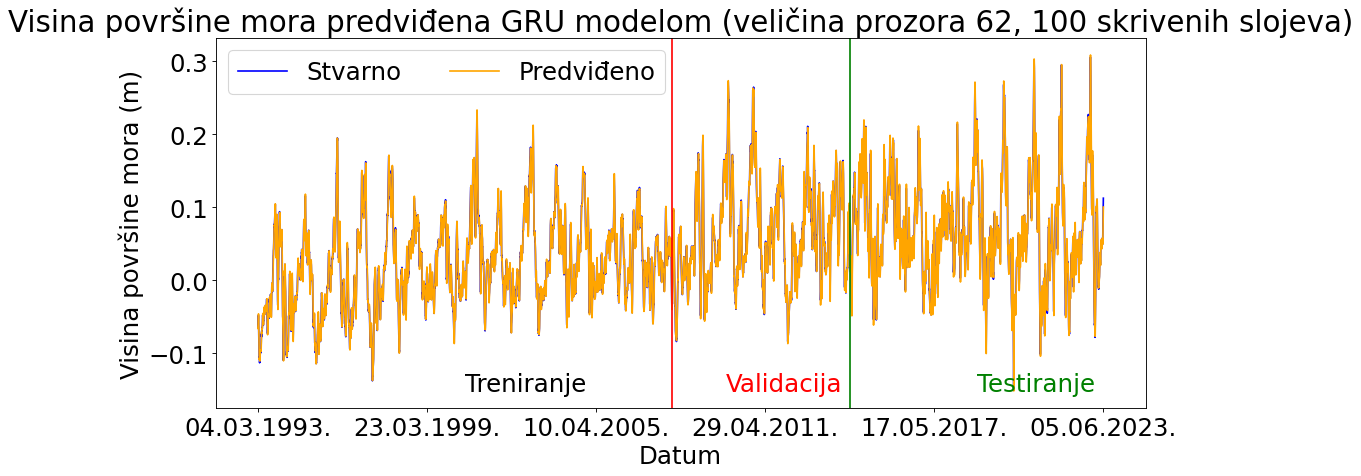 Visina površine mora predviđena GRU modelom (veličina prozora 62, 100 skrivenih slojeva)
Stvarno
Predviđeno
Visina površine mora (m)
0.3
0.2
0.1
0.0
−0.1
Treniranje
Validacija
Testiranje
04.03.1993.
23.03.1999.
10.04.2005.
29.04.2011.
17.05.2017.
05.06.2023.
Datum